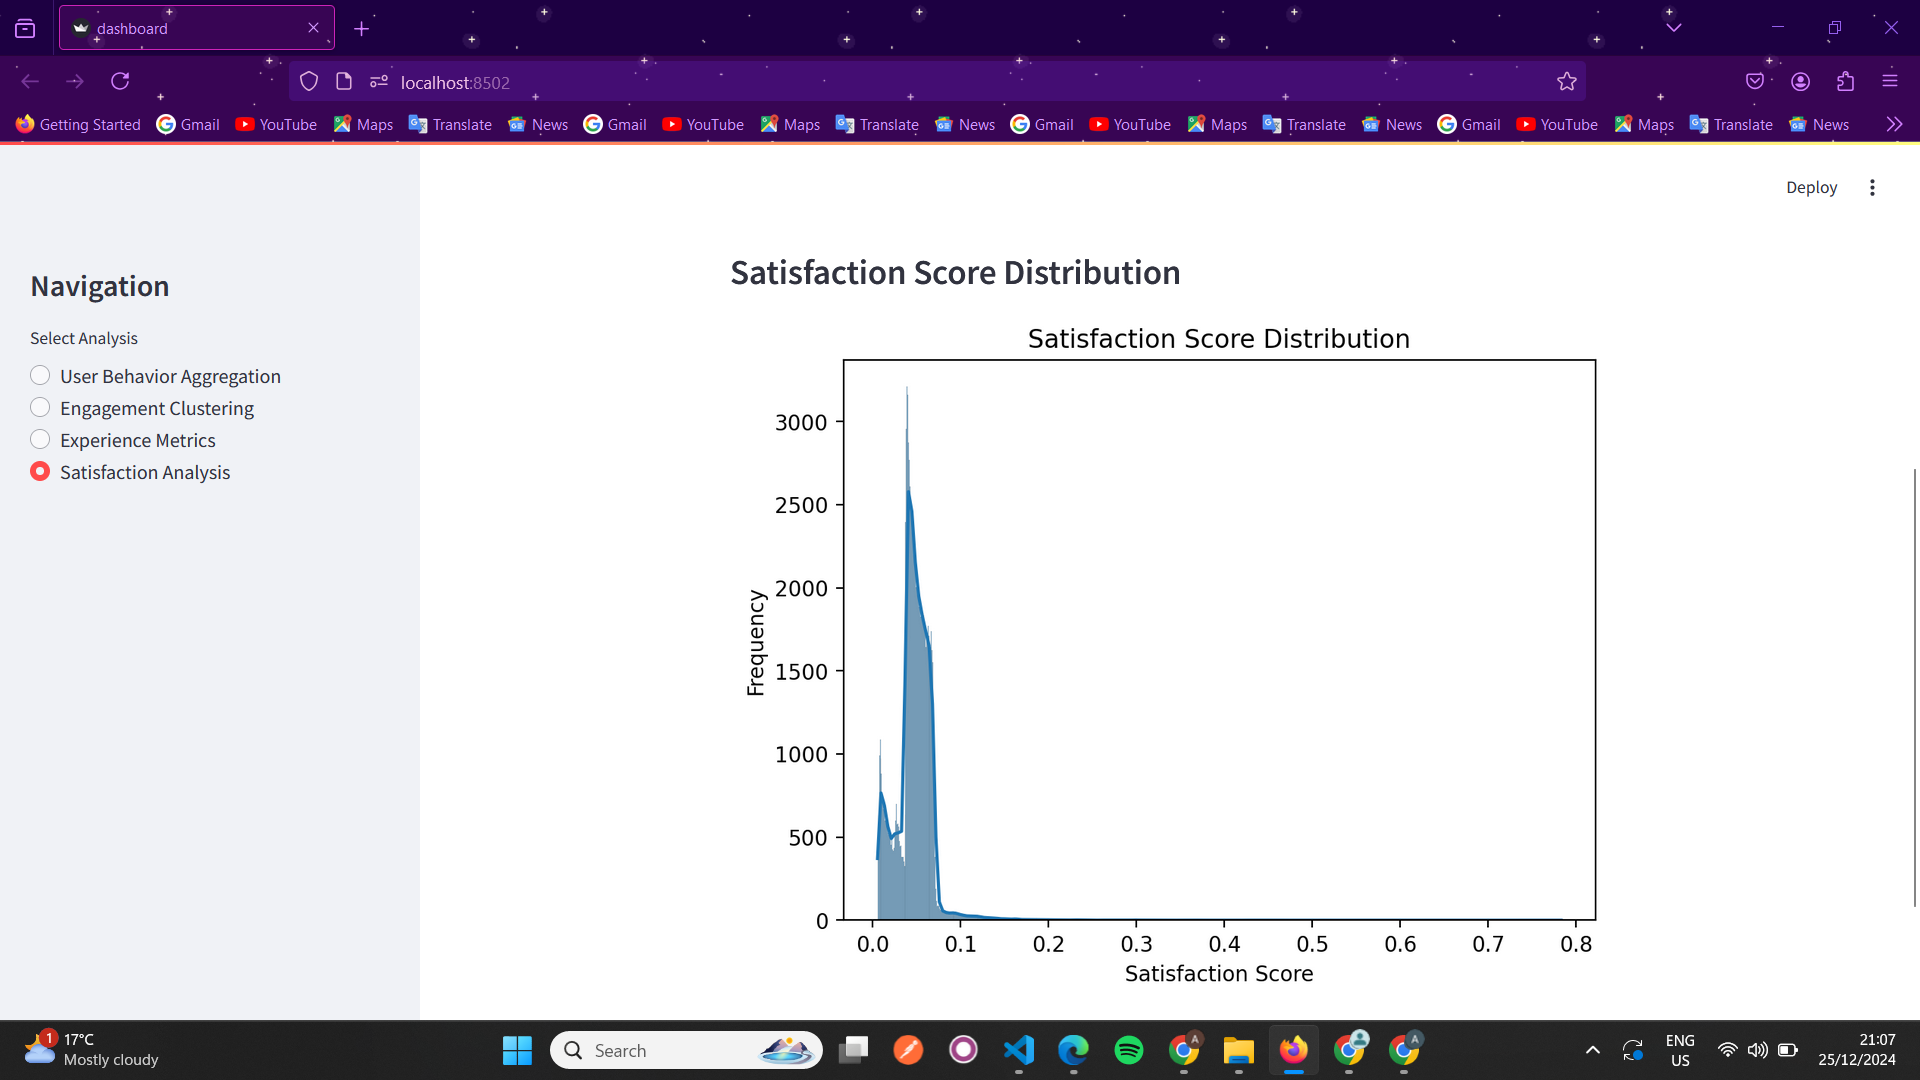 dashboard
localhost:8502
Getting Started Gmail YouTube Maps Translate News Gmail YouTube Maps Translate News Gmail YouTube Maps Translate News Gmail YouTube Maps Translate News
Deploy
Navigation
Select Analysis
User Behavior Aggregation
Engagement Clustering
Experience Metrics
Satisfaction Analysis
Satisfaction Score Distribution
Satisfaction Score Distribution
Frequency
3000
2500
2000
1500
1000
500
0
0.0 0.1 0.2 0.3 0.4 0.5 0.6 0.7 0.8
Satisfaction Score
1
17°C
Mostly cloudy
Search
A
A
ENG
US
21:07
25/12/2024